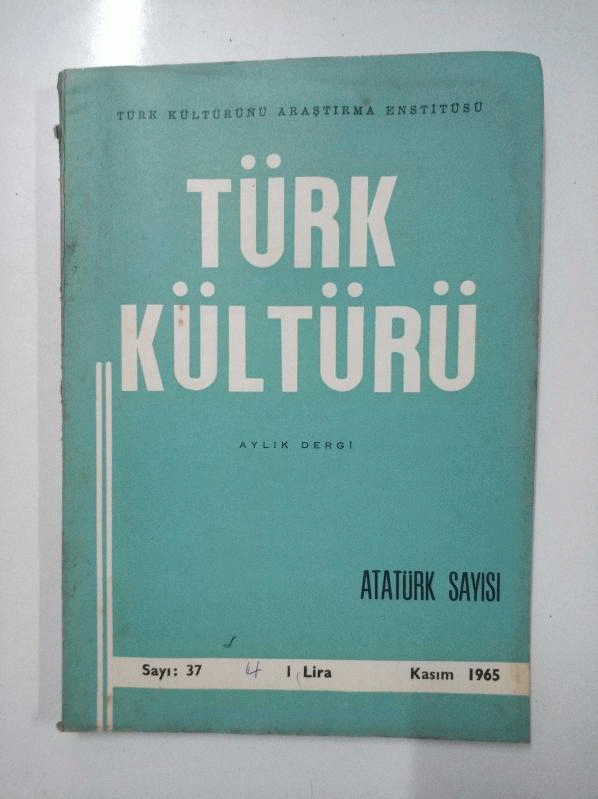 TÜRK KÜLTÜRÜNÜ ARAŞTIRMA ENSTİTÜSÜ
TÜRK
KÜLTÜRÜ
AYLIK DERGİ
ATATÜRK SAYISI
Sayı: 37 1 Lira Kasım 1965